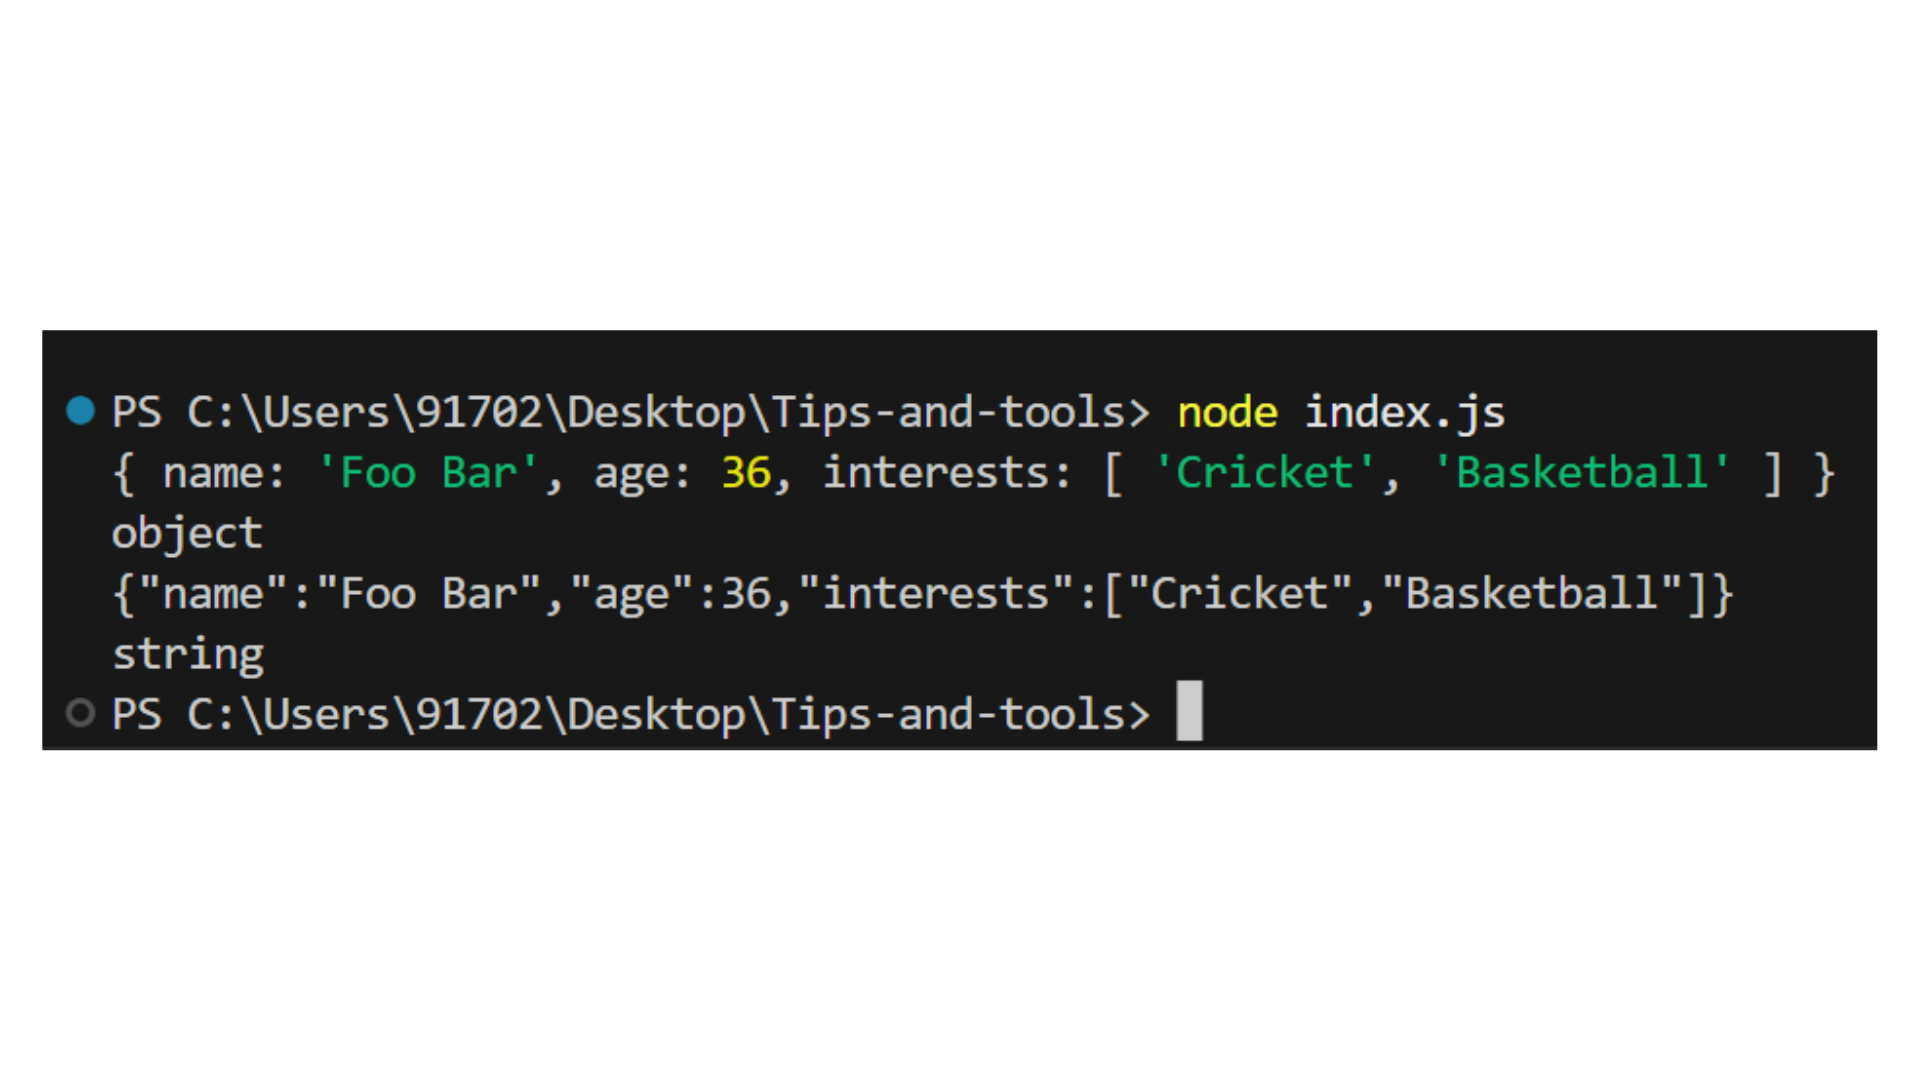 PS C:\Users\91702\Desktop\Tips-and-tools> node index.js
{ name: 'Foo Bar', age: 36, interests: [ 'Cricket', 'Basketball' ] }
object
{"name":"Foo Bar","age":36,"interests":["Cricket","Basketball"]}
string
PS C:\Users\91702\Desktop\Tips-and-tools>